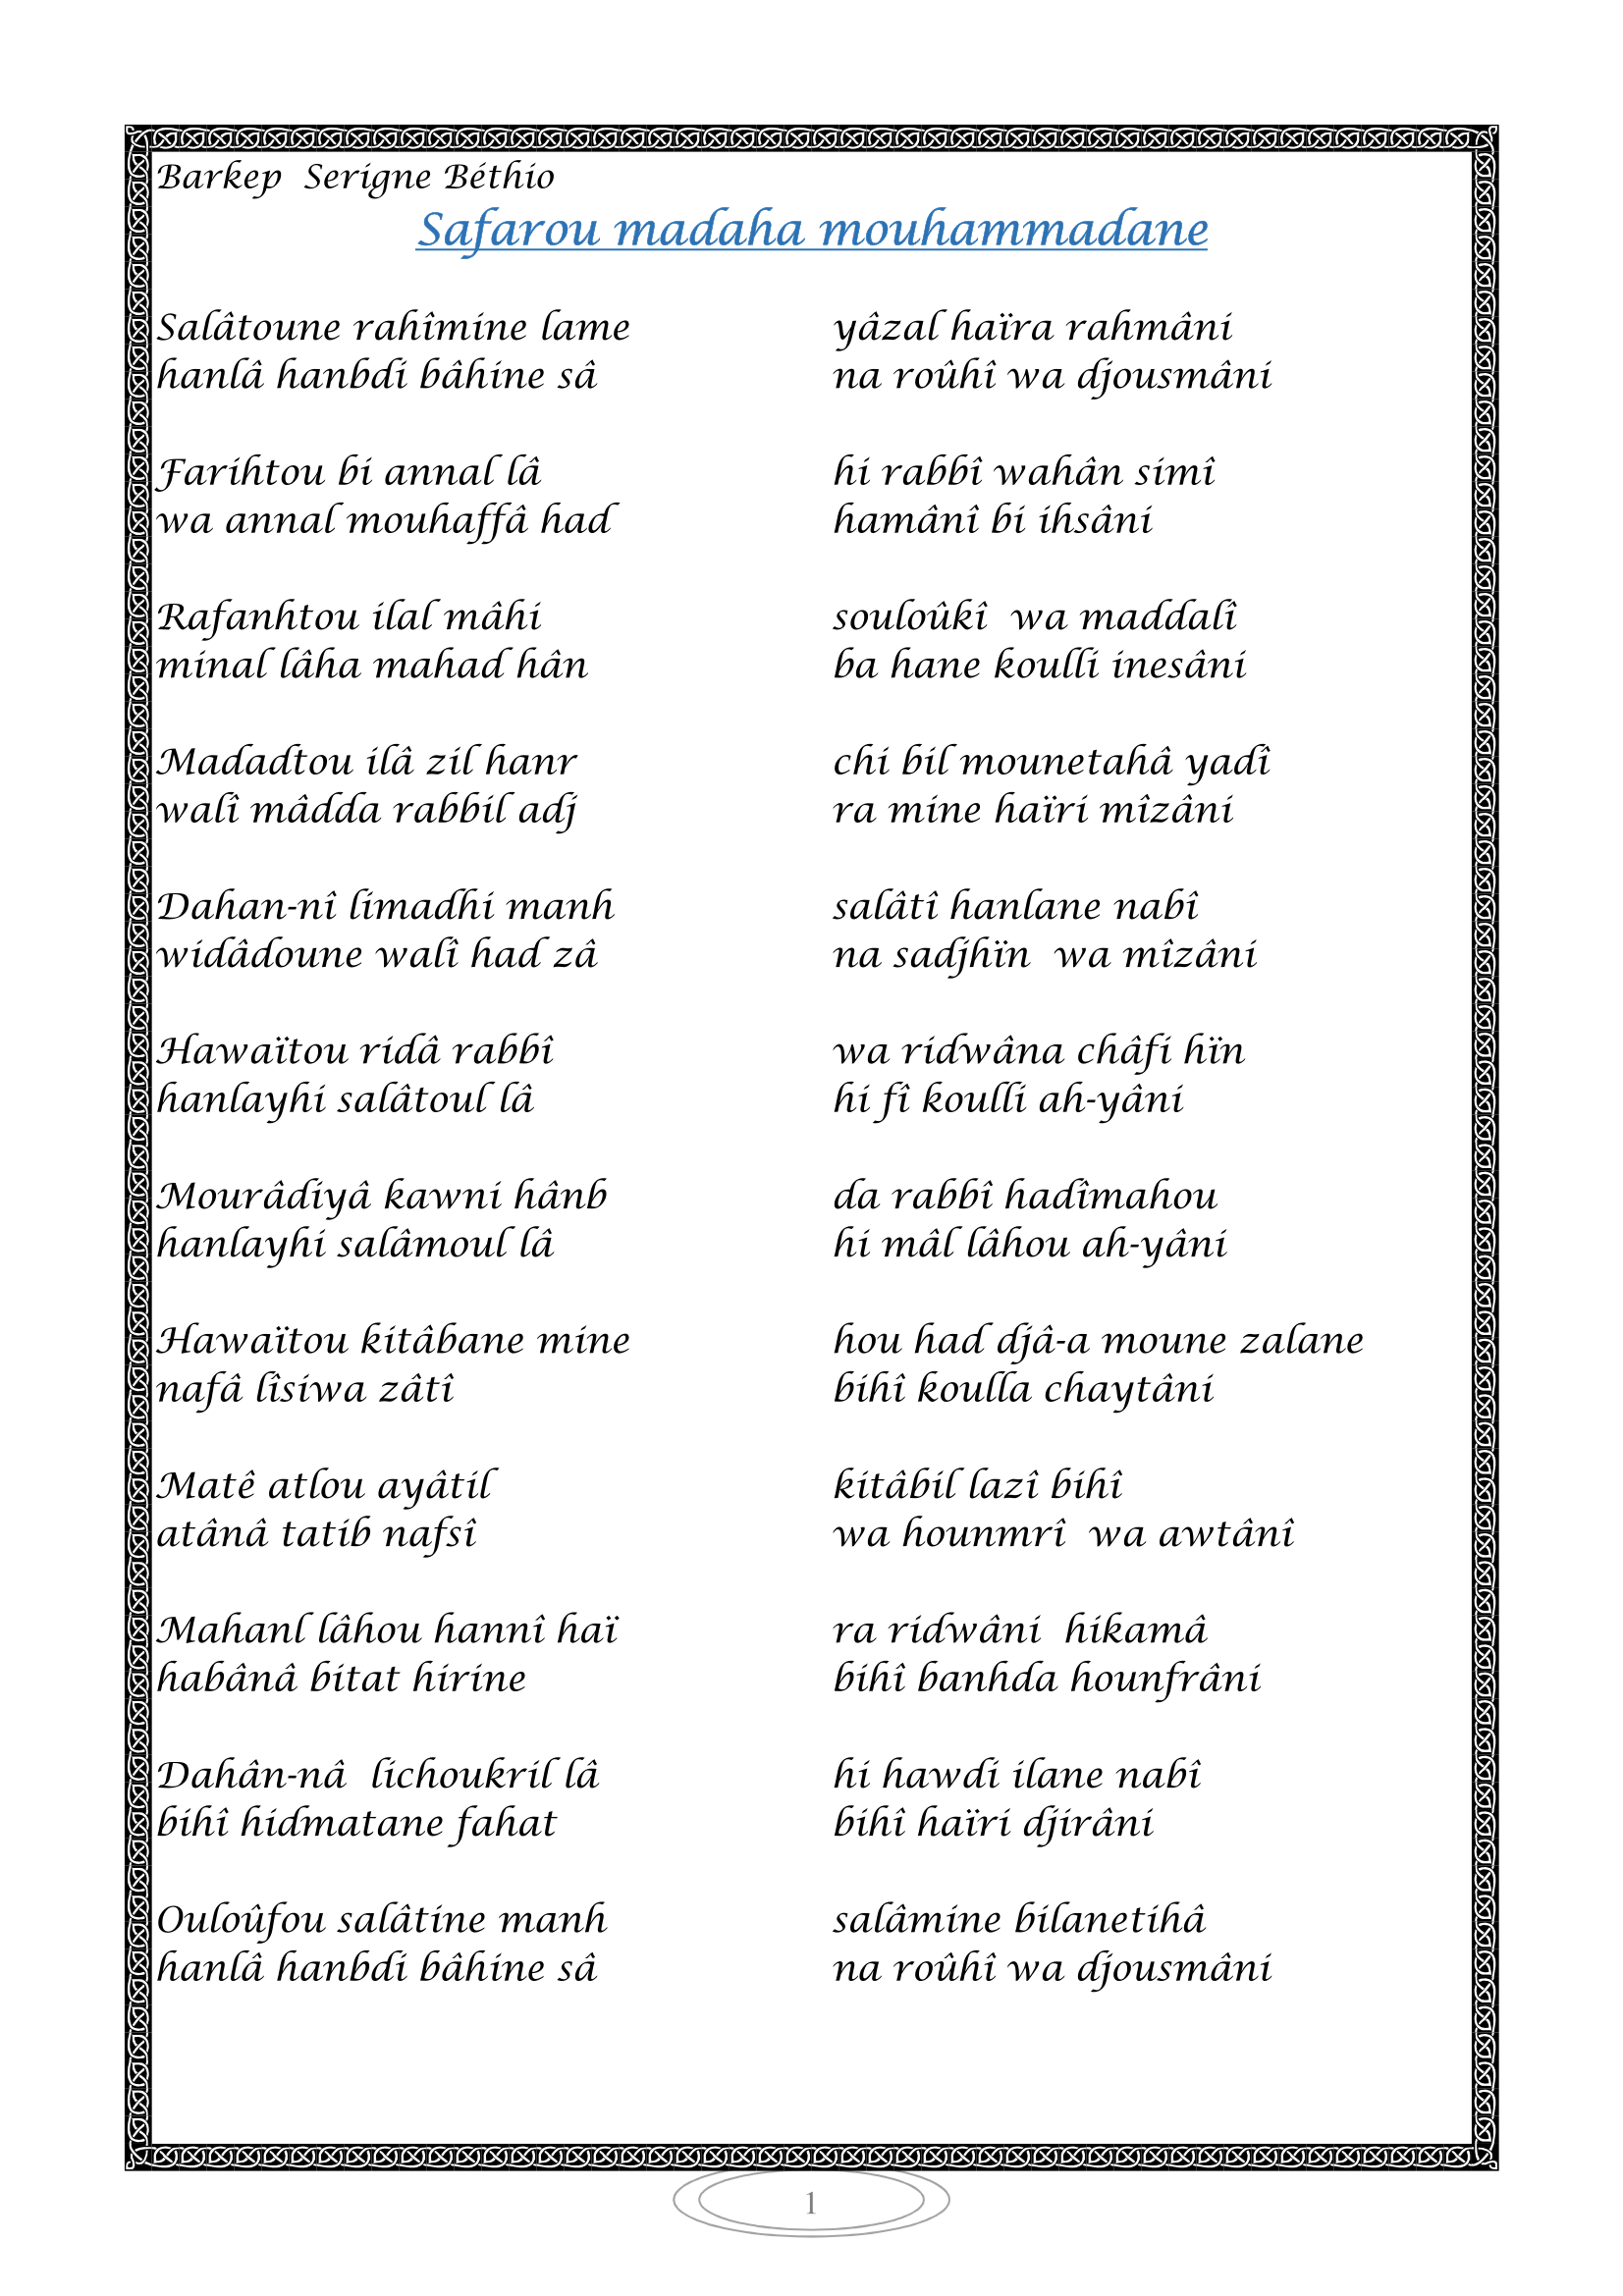 Barkep Serigne Béthio
Safarou madaha mouhammadane
Salâtoune rahîmine lame yâzal haïra rahmâni
hanlâ hanbdi bâhine sâ na roûhî wa djousmâni
Farihtou bi annal lâ hi rabbî wahân simî
wa annal mouhaffâ had hamânî bi ihsâni
Rafanhtou ilal mâhi souloûkî wa maddalî
minal lâha mahad hân ba hane koulli inesâni
Madadtou ilâ zil hanr chi bil mounetahâ yadî
walî mâdda rabbil adj ra mine haïri mîzâni
Dahan-nî limadhi manh salâtî hanlane nabî
widâdoune walî had zâ na sadjhïn wa mîzâni
Hawaïtou ridâ rabbî wa ridwâna châfi hïn
hanlayhi salâtoul lâ hi fî koulli ah-yâni
Mourâdiyâ kawni hânb da rabbî hadîmahou
hanlayhi salâmoul lâ hi mâl lâhou ah-yâni
Hawaïtou kitâbane mine hou had djâ-a moune zalane
nafâ lîsiwa zâtî bihî koulla chaytâni
Matê atlou ayâtil kitâbil lazî bihî
atânâ tatib nafsî wa hounmrî wa awtânî
Mahanl lâhou hannî haï ra ridwâni hikamâ
habânâ bitat hirine bihî banhda hounfrâni
Dahân-nâ lichoukril lâ hi hawdi ilane nabî
bihî hidmatane fahat bihî haïri djirâni
Ouloûfou salâtine manh salâmine bilanetihâ
hanlâ hanbdi bâhine sâ na roûhî wa djousmâni
1